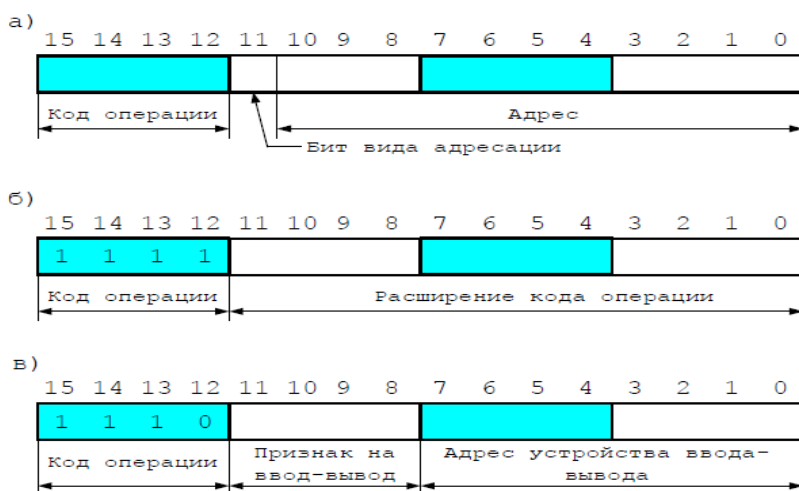 а)
15 14 13 12 11 10 9 8 7 6 5 4 3 2 1 0
Код операции
Адрес
Бит вида адресации
б)
15 14 13 12 11 10 9 8 7 6 5 4 3 2 1 0
1 1 1 1
Код операции
Расширение кода операции
в)
15 14 13 12 11 10 9 8 7 6 5 4 3 2 1 0
1 1 1 0
Код операции
Признак на
ввод-вывод
Адрес устройства ввода-
вывода